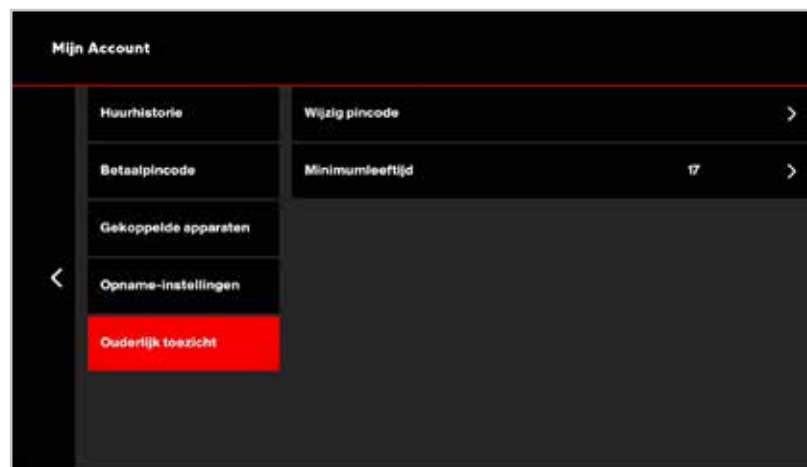 Mijn Account
Huurhistorie
Wijzig pincode
Betaalpincode
Minimumleeftijd 17
Gekoppelde apparaten
Opname-instellingen
Ouderlijk toezicht